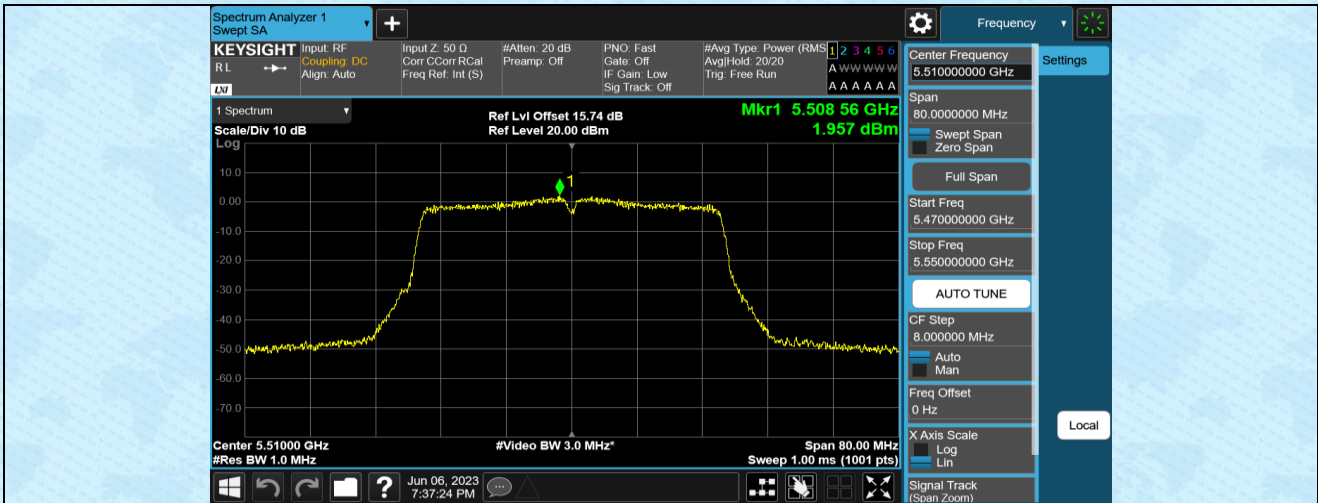 Spectrum Analyzer 1
Swept SA
Frequency
KEYSIGHT
RL
LXI
Input: RF
Coupling: DC
Align: Auto
Input Z: 50 Ω
Corr CCorr RCal
Freq Ref: Int (S)
#Atten: 20 dB
Preamp: Off
PNO: Fast
Gate: Off
IF Gain: Low
Sig Track: Off
#Avg Type: Power (RMS
Avg|Hold: 20/20
Trig: Free Run
1 2 3 4 5 6
A W W W W W
A A A A A A
1 Spectrum
Scale/Div 10 dB
Log
Ref Lvl Offset 15.74 dB
Ref Level 20.00 dBm
Mkr1 5.508 56 GHz
1.957 dBm
1
10.0
0.00
-10.0
-20.0
-30.0
-40.0
-50.0
-60.0
-70.0
Center 5.51000 GHz
#Res BW 1.0 MHz
#Video BW 3.0 MHz*
Span 80.00 MHz
Sweep 1.00 ms (1001 pts)
Jun 06, 2023
7:37:24 PM
Center Frequency
5.510000000 GHz
Span
80.0000000 MHz
Swept Span
Zero Span
Full Span
Start Freq
5.470000000 GHz
Stop Freq
5.550000000 GHz
AUTO TUNE
CF Step
8.000000 MHz
Auto
Man
Freq Offset
0 Hz
X Axis Scale
Log
Lin
Signal Track
(Span Zoom)
Settings
Local